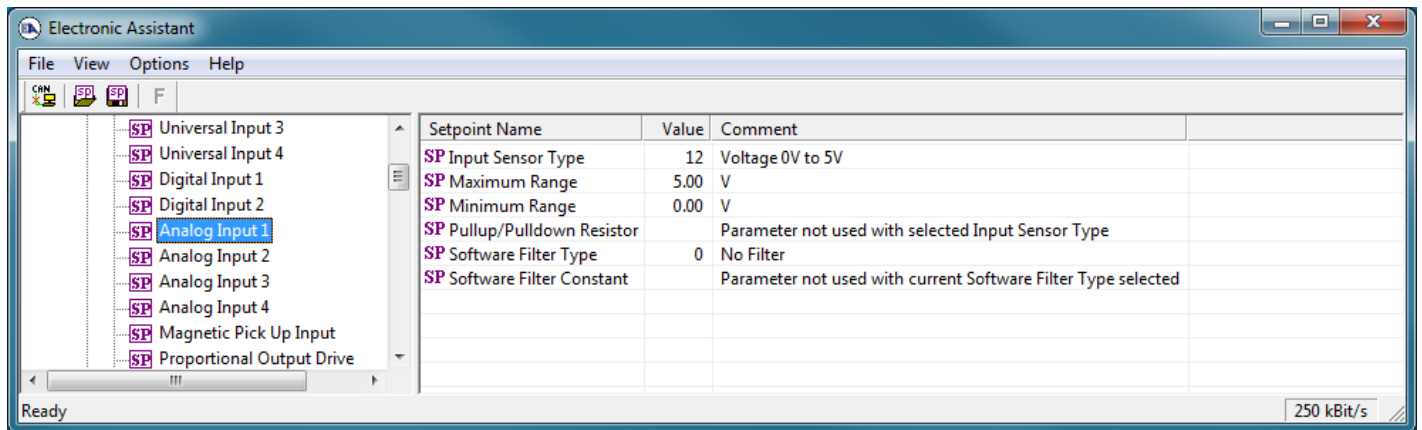 Electronic Assistant
File View Options Help
CAN SP SP F
SP Universal Input 3
SP Universal Input 4
SP Digital Input 1
SP Digital Input 2
SP Analog Input 1
SP Analog Input 2
SP Analog Input 3
SP Analog Input 4
SP Magnetic Pick Up Input
SP Proportional Output Drive
Setpoint Name Value Comment
SP Input Sensor Type 12 Voltage 0V to 5V
SP Maximum Range 5.00 V
SP Minimum Range 0.00 V
SP Pullup/Pulldown Resistor Parameter not used with selected Input Sensor Type
SP Software Filter Type 0 No Filter
SP Software Filter Constant Parameter not used with current Software Filter Type selected
Ready 250 kBit/s